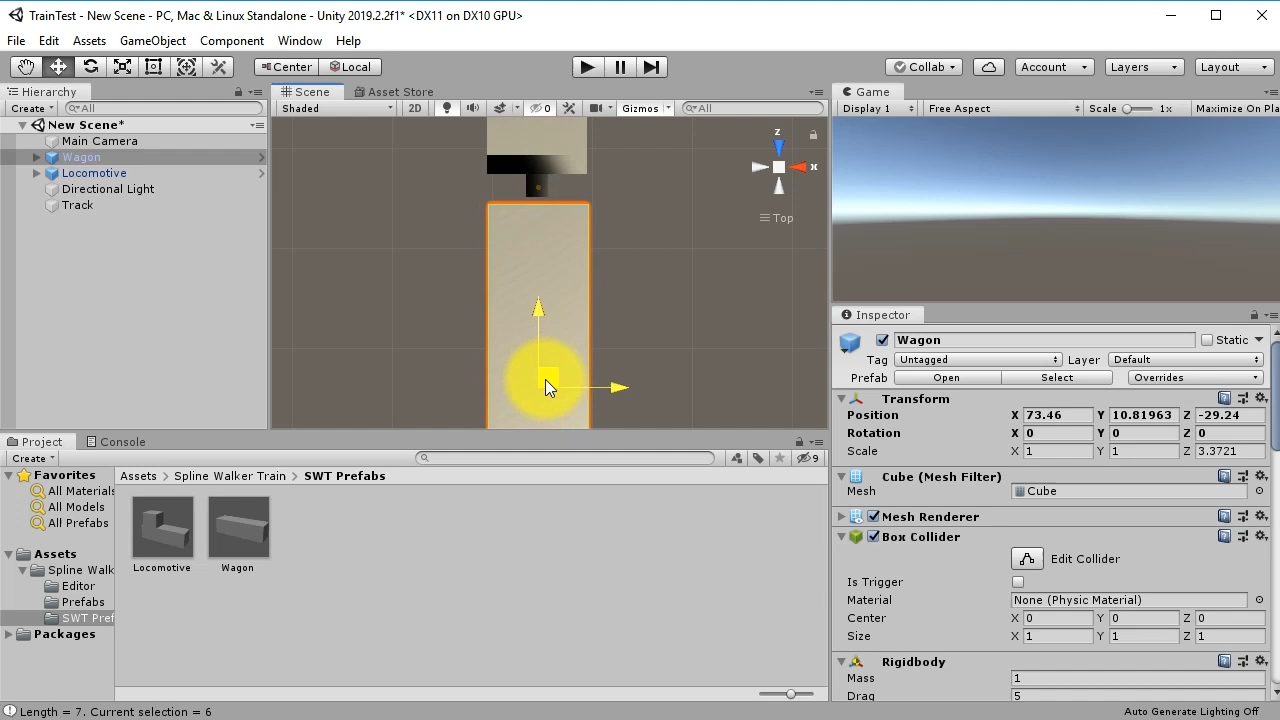 TrainTest - New Scene - PC, Mac & Linux Standalone - Unity 2019.2.2f1* <DX11 on DX10 GPU>
File Edit Assets GameObject Component Window Help
Center Local Collab Account Layers Layout
Hierarchy Scene Asset Store Game
Create All Shaded 2D 0 Gizmos All Display 1 Free Aspect Scale 1x Maximize On Pla
New Scene*
Main Camera
Wagon
Locomotive
Directional Light
Track
z
x
Top
Inspector
Wagon Static
Tag Untagged Layer Default
Prefab Open Select Overrides
Transform
Position X 73.46 Y 10.81963 Z -29.24
Rotation X 0 Y 0 Z 0
Scale X 1 Y 1 Z 3.3721
Cube (Mesh Filter)
Mesh Cube
Mesh Renderer
Box Collider
Edit Collider
Is Trigger
Material None (Physic Material)
Center X 0 Y 0 Z 0
Size X 1 Y 1 Z 1
Rigidbody
Mass 1
Drag 5
Project Console
Create 9
Favorites
All Materials
All Models
All Prefabs
Assets
Spline Walk
Editor
Prefabs
SWT Pref
Packages
Assets Spline Walker Train SWT Prefabs
Locomotive Wagon
Length = 7, Current selection = 6
Auto Generate Lighting Off